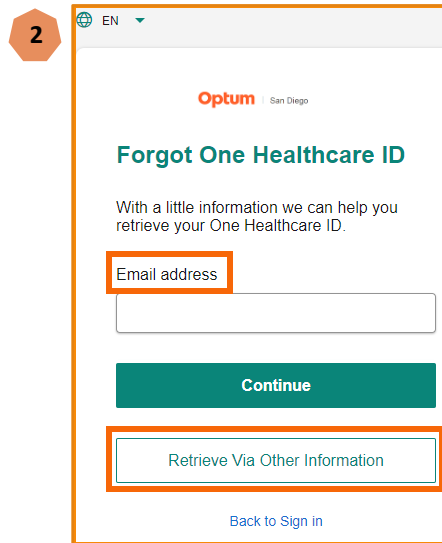 2
EN
Optum | San Diego
Forgot One Healthcare ID
With a little information we can help you
retrieve your One Healthcare ID.
Email address
Continue
Retrieve Via Other Information
Back to Sign in